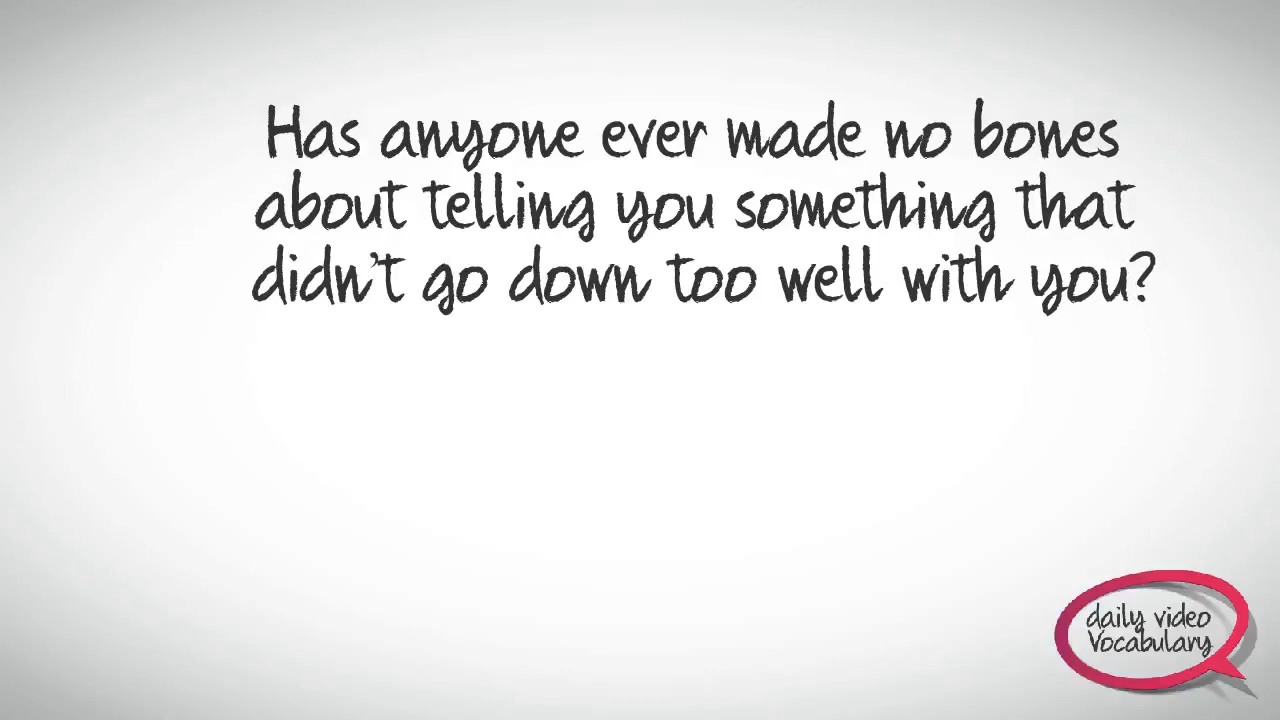 Has anyone ever made no bones
about telling you something that
didn't go down too well with you?
daily video
vocabulary